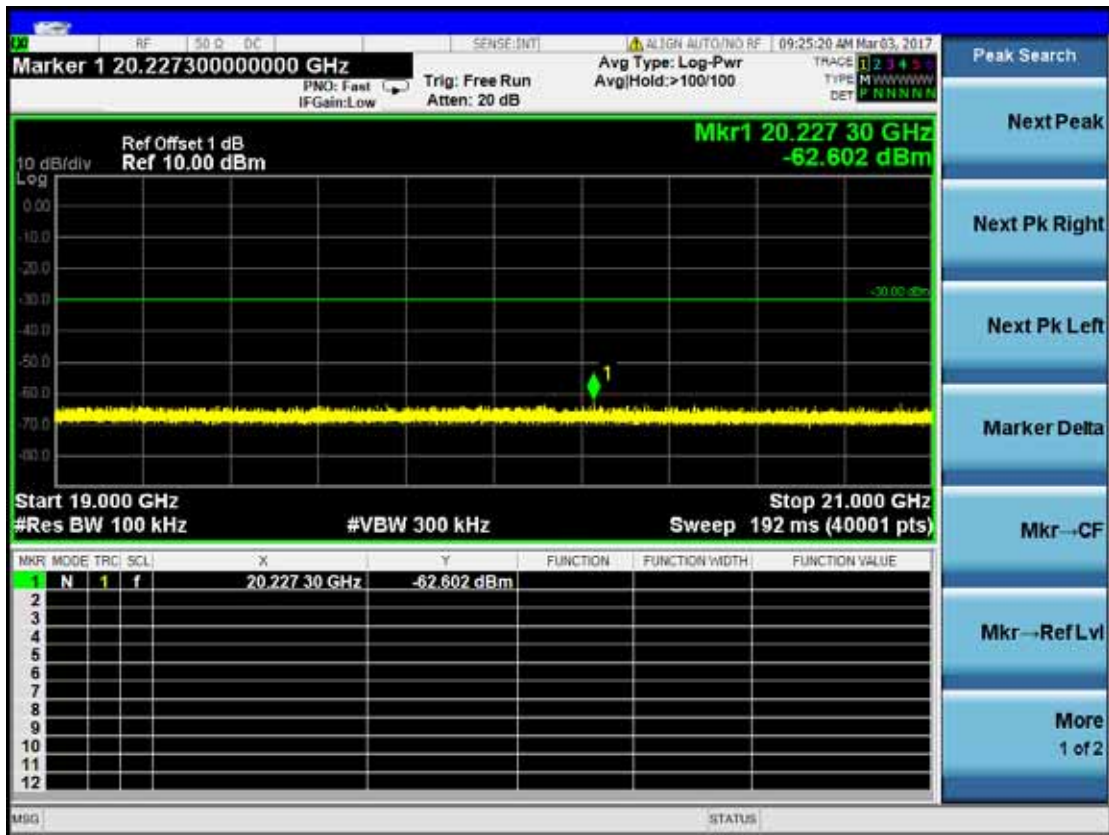 RF 50 Ω DC SENSE:INT ALIGN AUTO/NO RF 09:25:20 AM Mar 03, 2017
Marker 1 20.227300000000 GHz
PNO: Fast
IFGain:Low
Trig: Free Run
Atten: 20 dB
Avg Type: Log-Pwr
Avg|Hold:>100/100
TRACE 1 2 3 4 5 6
TYPE M WWWWW
DET P N N N N N
Mkr1 20.227 30 GHz
-62.602 dBm
Ref Offset 1 dB
10 dB/div Ref 10.00 dBm
Log
0.00
-10.0
-20.0
-30.0
-30.00 dBm
-40.0
-50.0
1
-60.0
-70.0
-80.0
Start 19.000 GHz Stop 21.000 GHz
#Res BW 100 kHz #VBW 300 kHz Sweep 192 ms (40001 pts)
MKR MODE TRC SCL X Y FUNCTION FUNCTION WIDTH FUNCTION VALUE
1 N 1 f 20.227 30 GHz -62.602 dBm
2
3
4
5
6
7
8
9
10
11
12
MSG STATUS
Peak Search
Next Peak
Next Pk Right
Next Pk Left
Marker Delta
Mkr→CF
Mkr→Ref Lvl
More
1 of 2